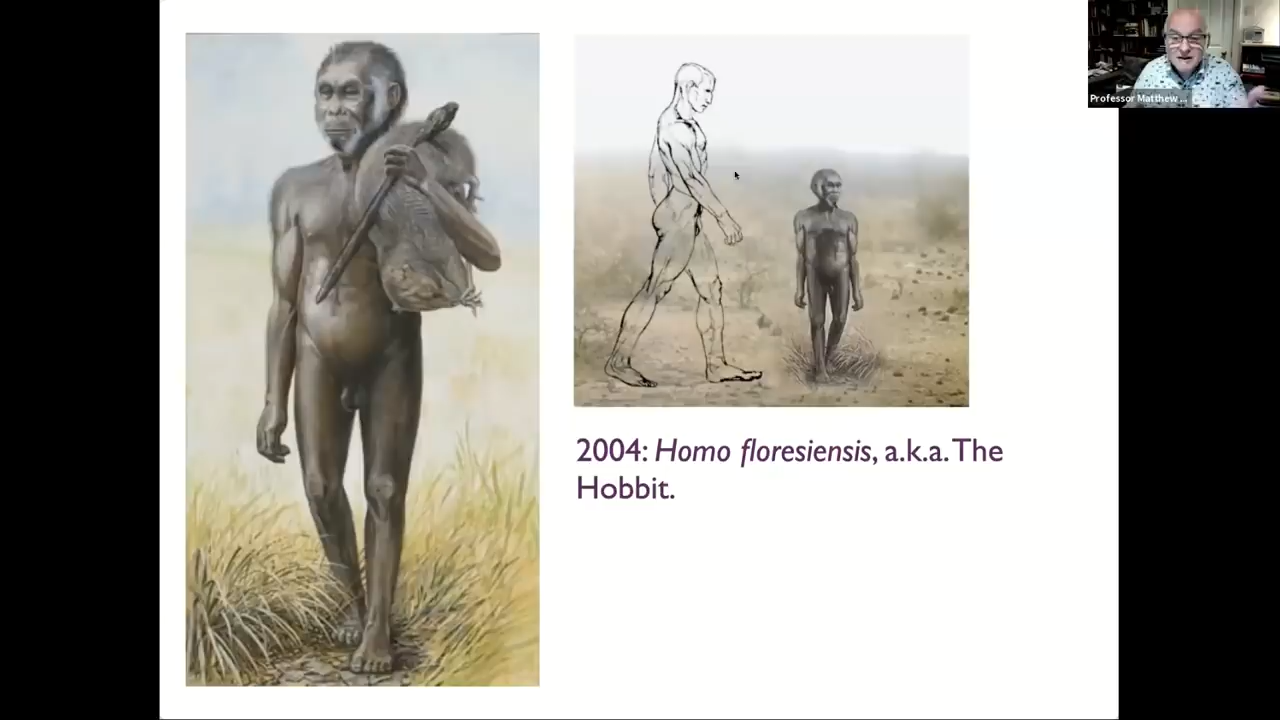 Professor Matthew ...
2004: Homo floresiensis, a.k.a. The
Hobbit.